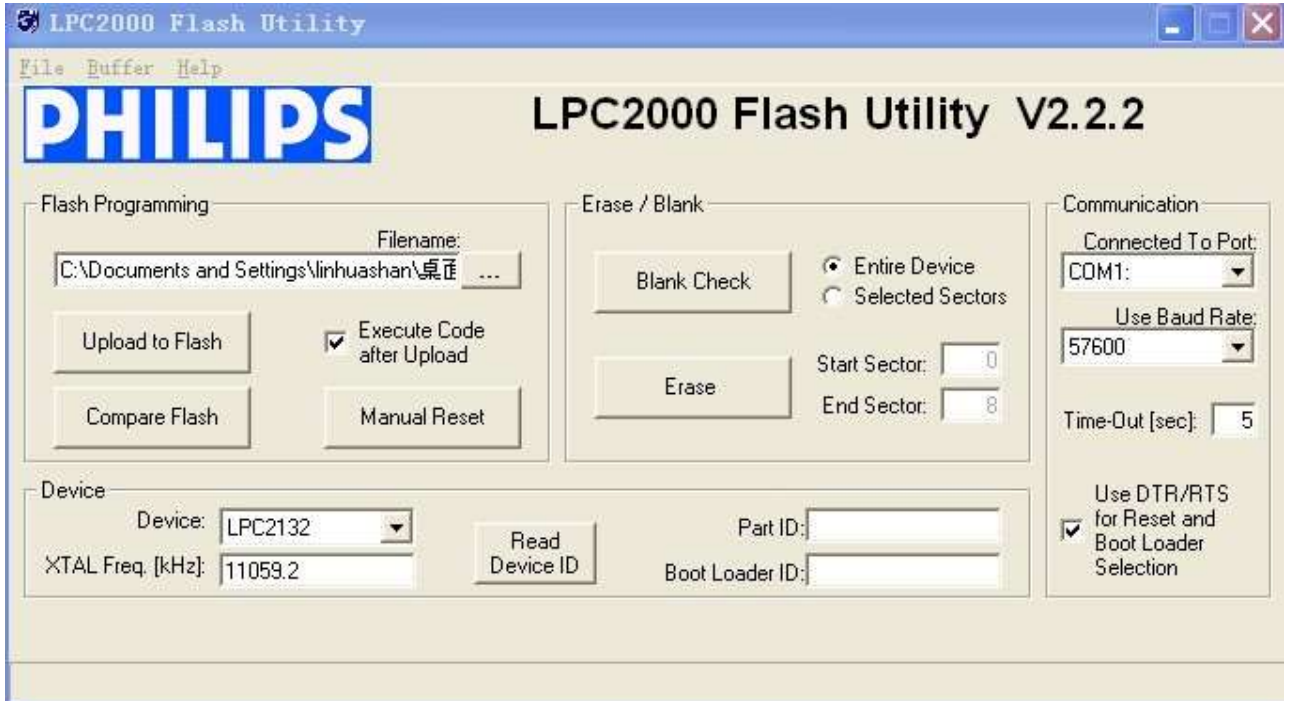 LPC2000 Flash Utility
File Buffer Help
PHILIPS
LPC2000 Flash Utility V2.2.2
Flash Programming
Filename:
C:\Documents and Settings\linhuashan\桌面
...
Upload to Flash
Execute Code
after Upload
Compare Flash
Manual Reset
Erase / Blank
Blank Check
Entire Device
Selected Sectors
Erase
Start Sector: 0
End Sector: 8
Communication
Connected To Port:
COM1:
Use Baud Rate:
57600
Time-Out [sec]: 5
Use DTR/RTS
for Reset and
Boot Loader
Selection
Device
Device: LPC2132
XTAL Freq. [kHz]: 11059.2
Read
Device ID
Part ID:
Boot Loader ID: